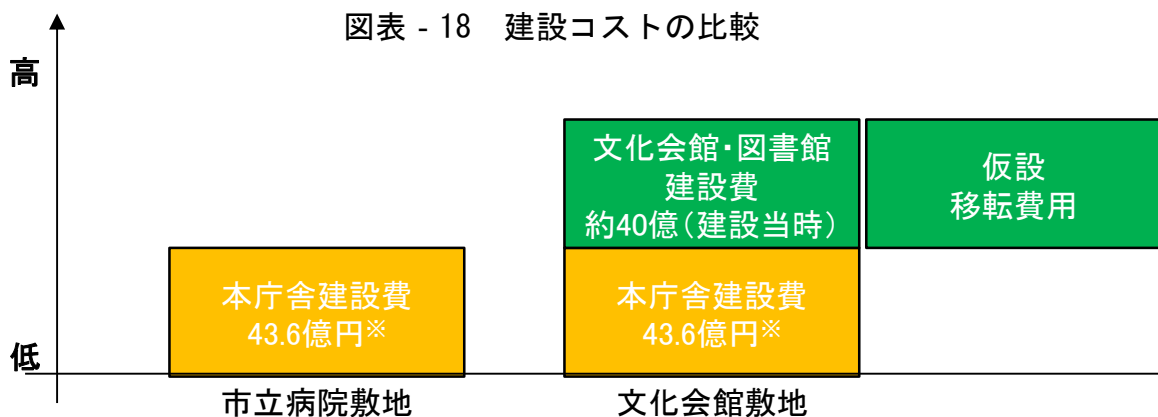 図表 - 18　建設コストの比較
高
文化会館・図書館
建設費
約40億（建設当時）
仮設
移転費用
本庁舎建設費
43.6億円※
本庁舎建設費
43.6億円※
低
市立病院敷地
文化会館敷地